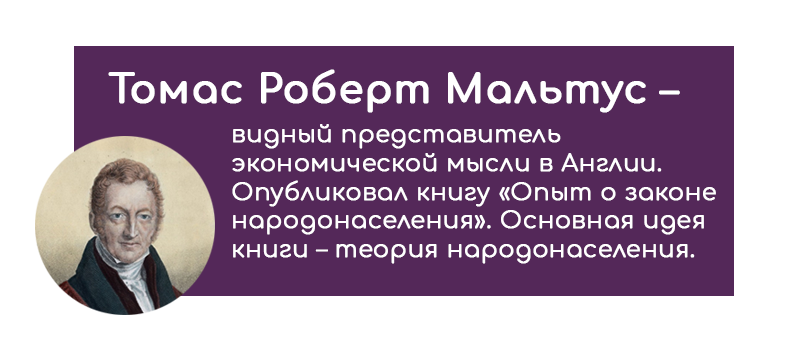 Томас Роберт Мальтус –
видный представитель
экономической мысли в Англии.
Опубликовал книгу «Опыт о законе
народонаселения». Основная идея
книги – теория народонаселения.